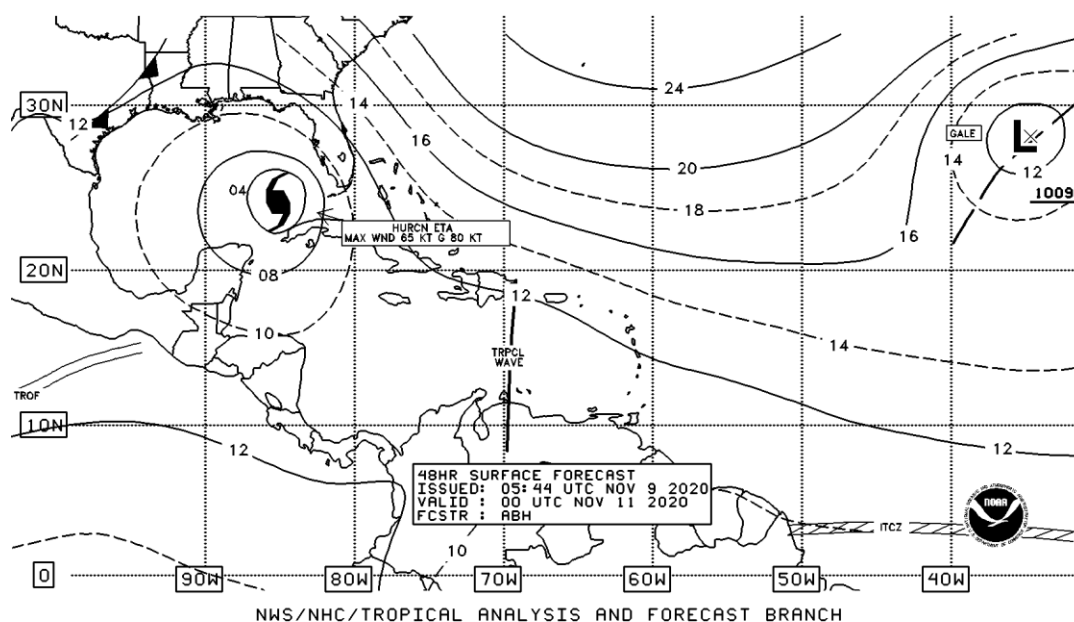 24
14
30N
12
16
GALE
L
20
14
12
04
18
1009
HURCN ETA
MAX WND 65 KT G 80 KT
16
20N
08
12
10
14
TRPCL
WAVE
TROF
10N
12
12
48HR SURFACE FORECAST
ISSUED: 05:44 UTC NOV 9 2020
VALID : 00 UTC NOV 11 2020
FCSTR : ABH
NOAA
ITCZ
10
0
90W
80W
70W
60W
50W
40W
NWS/NHC/TROPICAL ANALYSIS AND FORECAST BRANCH